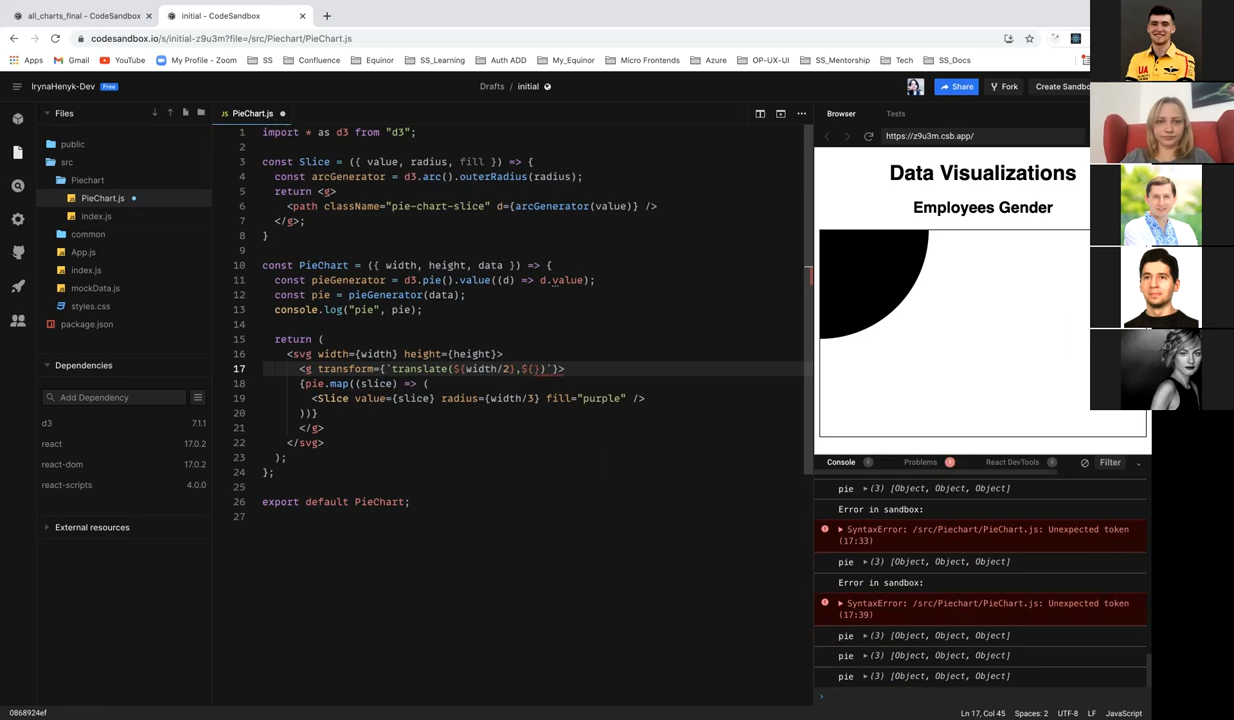 all_charts_final - CodeSandbox
initial - CodeSandbox
codesandbox.io/s/initial-z9u3m?file=/src/Piechart/PieChart.js
Apps
Gmail
YouTube
My Profile - Zoom
SS
Confluence
Equinor
SS_Learning
Auth ADD
My_Equinor
Micro Frontends
Azure
OP-UX-UI
SS_Mentorship
Tech
SS_Docs
IrynaHenyk-Dev Free
Drafts / initial
Share
Fork
Create Sandbo
Files
public
src
Piechart
PieChart.js
index.js
common
App.js
index.js
mockData.js
styles.css
package.json
Dependencies
Add Dependency
d3 7.1.1
react 17.0.2
react-dom 17.0.2
react-scripts 4.0.0
External resources
0868924ef
PieChart.js
1 import * as d3 from "d3";
2
3 const Slice = ({ value, radius, fill }) => {
4 const arcGenerator = d3.arc().outerRadius(radius);
5 return <g>
6 <path className="pie-chart-slice" d={arcGenerator(value)} />
7 </g>;
8 }
9
10 const PieChart = ({ width, height, data }) => {
11 const pieGenerator = d3.pie().value((d) => d.value);
12 const pie = pieGenerator(data);
13 console.log("pie", pie);
14
15 return (
16 <svg width={width} height={height}>
17 <g transform={`translate(${width/2},${})`}>
18 {pie.map((slice) => (
19 <Slice value={slice} radius={width/3} fill="purple" />
20 ))}
21 </g>
22 </svg>
23 );
24 };
25
26 export default PieChart;
27
Browser
Tests
https://z9u3m.csb.app/
Data Visualizations
Employees Gender
Console 6
Problems 1
React DevTools 0
Filter
pie ▶(3) [Object, Object, Object]
Error in sandbox:
▶ SyntaxError: /src/Piechart/PieChart.js: Unexpected token
(17:33)
pie ▶(3) [Object, Object, Object]
Error in sandbox:
▶ SyntaxError: /src/Piechart/PieChart.js: Unexpected token
(17:39)
pie ▶(3) [Object, Object, Object]
pie ▶(3) [Object, Object, Object]
pie ▶(3) [Object, Object, Object]
Ln 17, Col 45
Spaces: 2
UTF-8
LF
JavaScript
UA